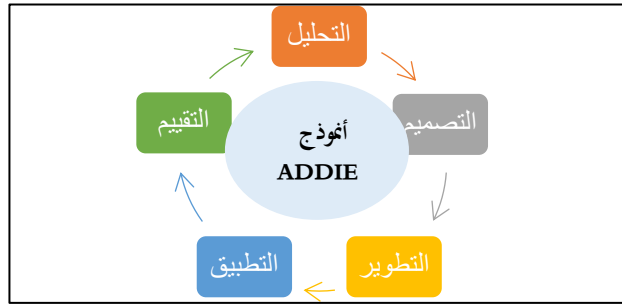 التحليل
التصميم
التطوير
التطبيق
التقييم
أنموذج
ADDIE